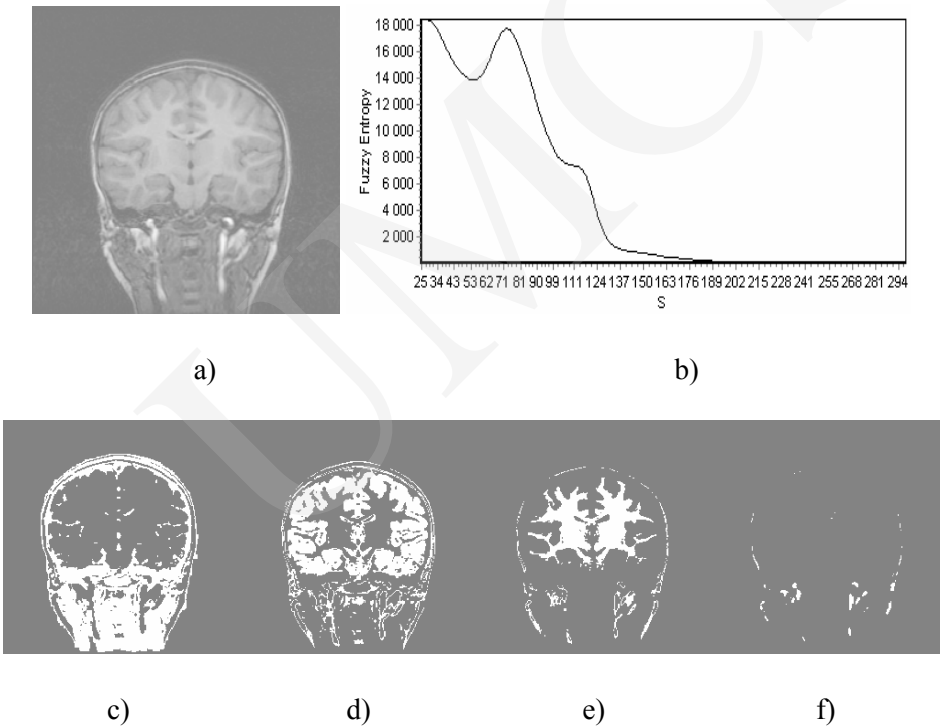 18 000
16 000
14 000
12 000
10 000
8 000
6 000
4 000
2 000
Fuzzy Entropy
25 34 43 53 62 71 81 90 99 111 124 137 150 163 176 189 202 215 228 241 255 268 281 294
S
a)
b)
UMCS
c)
d)
e)
f)